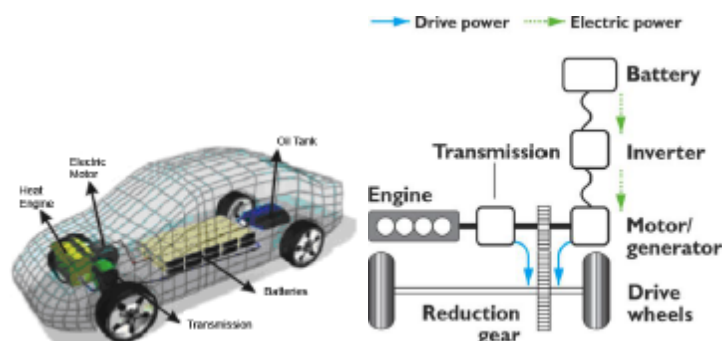 Oil Tank
Electric
Motor
Heat
Engine
Batteries
Transmission
Drive power
Electric power
Battery
Transmission
Inverter
Engine
Motor/
generator
Reduction
gear
Drive
wheels